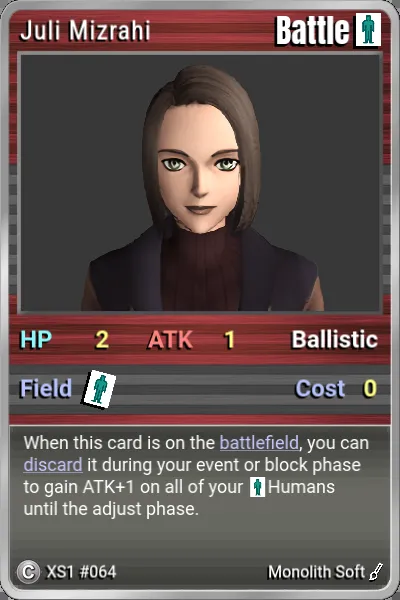 Juli Mizrahi Battle
HP 2 ATK 1 Ballistic
Field Cost 0
When this card is on the battlefield, you can
discard it during your event or block phase
to gain ATK+1 on all of your Humans
until the adjust phase.
C XS1 #064 Monolith Soft